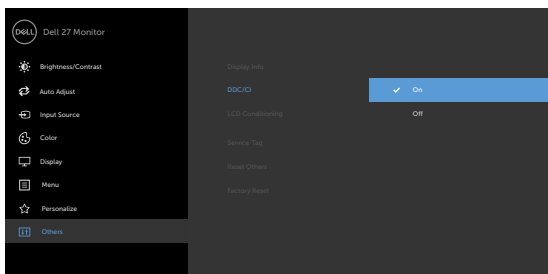 DELL
Dell 27 Monitor
Brightness/Contrast
Auto Adjust
Input Source
Color
Display
Menu
Personalize
Others
Display Info
DDC/CI
LCD Conditioning
Service Tag
Reset Others
Factory Reset
On
Off